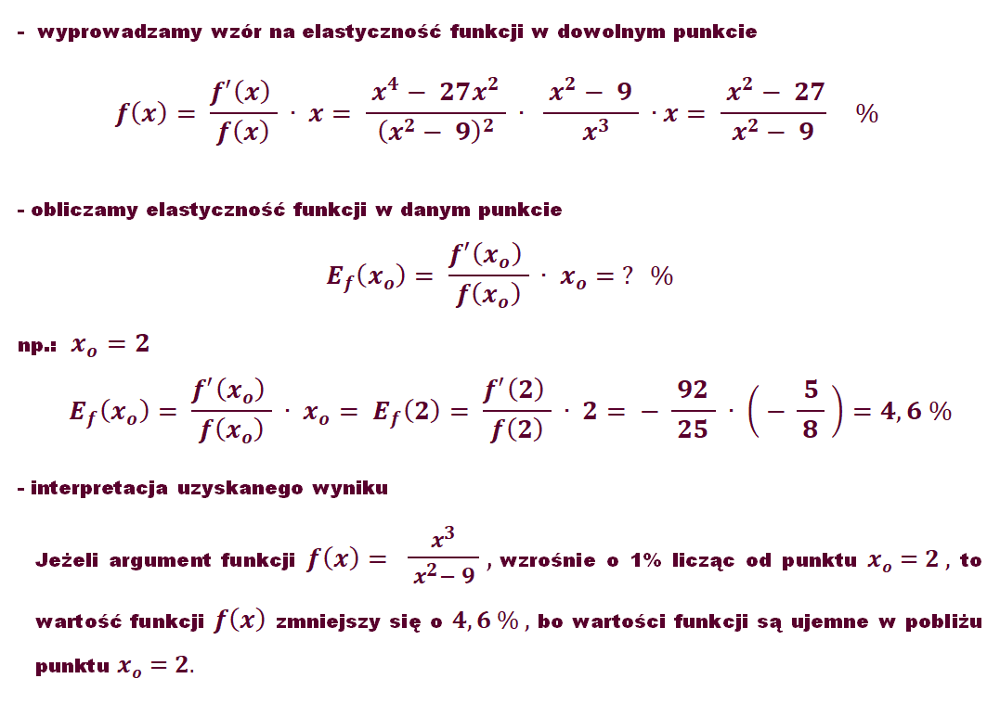 - wyprowadzamy wzór na elastyczność funkcji w dowolnym punkcie
f(x) = f′(x)/f(x) · x = (x⁴ − 27x²)/(x² − 9)² · (x² − 9)/x³ · x = (x² − 27)/(x² − 9) %
- obliczamy elastyczność funkcji w danym punkcie
E_f(x_o) = f′(x_o)/f(x_o) · x_o = ? %
np.: x_o = 2
E_f(x_o) = f′(x_o)/f(x_o) · x_o = E_f(2) = f′(2)/f(2) · 2 = − 92/25 · (− 5/8) = 4,6 %
- interpretacja uzyskanego wyniku
Jeżeli argument funkcji f(x) = x³/(x² − 9) , wzrośnie o 1% licząc od punktu x_o = 2 , to
wartość funkcji f(x) zmniejszy się o 4,6 % , bo wartości funkcji są ujemne w pobliżu
punktu x_o = 2.